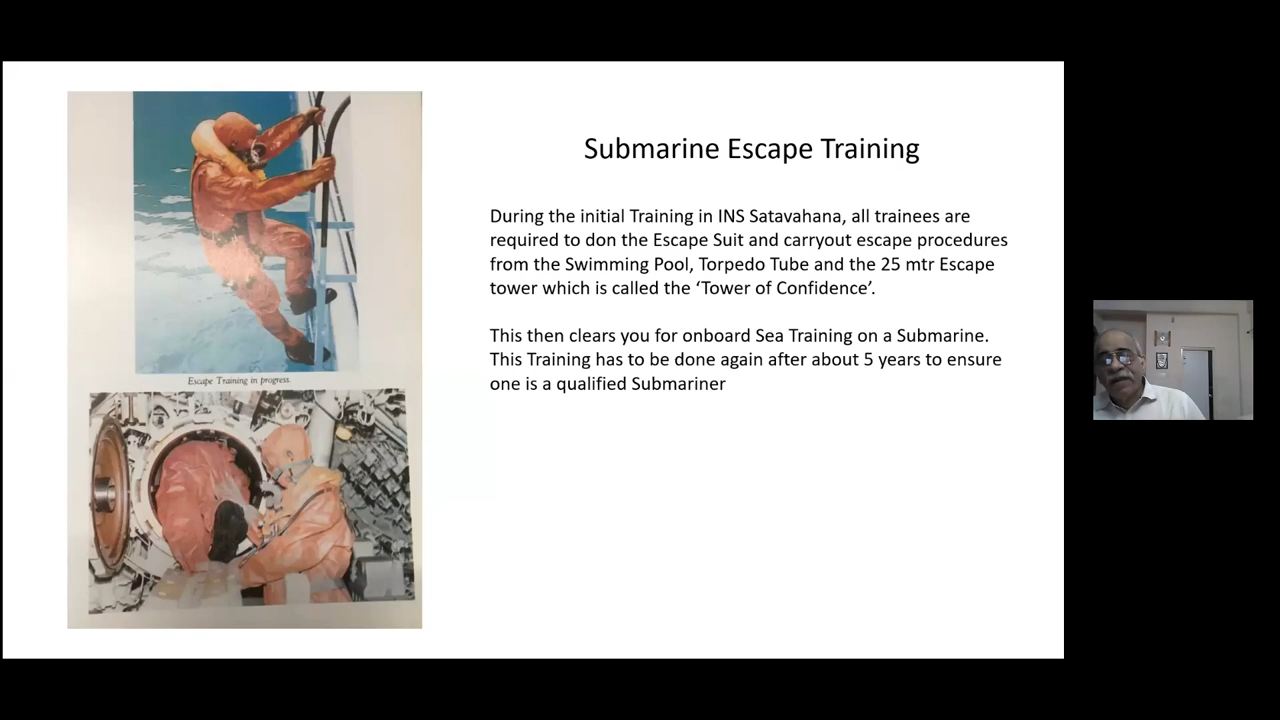 Submarine Escape Training
During the initial Training in INS Satavahana, all trainees are
required to don the Escape Suit and carryout escape procedures
from the Swimming Pool, Torpedo Tube and the 25 mtr Escape
tower which is called the ‘Tower of Confidence’.
This then clears you for onboard Sea Training on a Submarine.
This Training has to be done again after about 5 years to ensure
one is a qualified Submariner
Escape Training in progress.